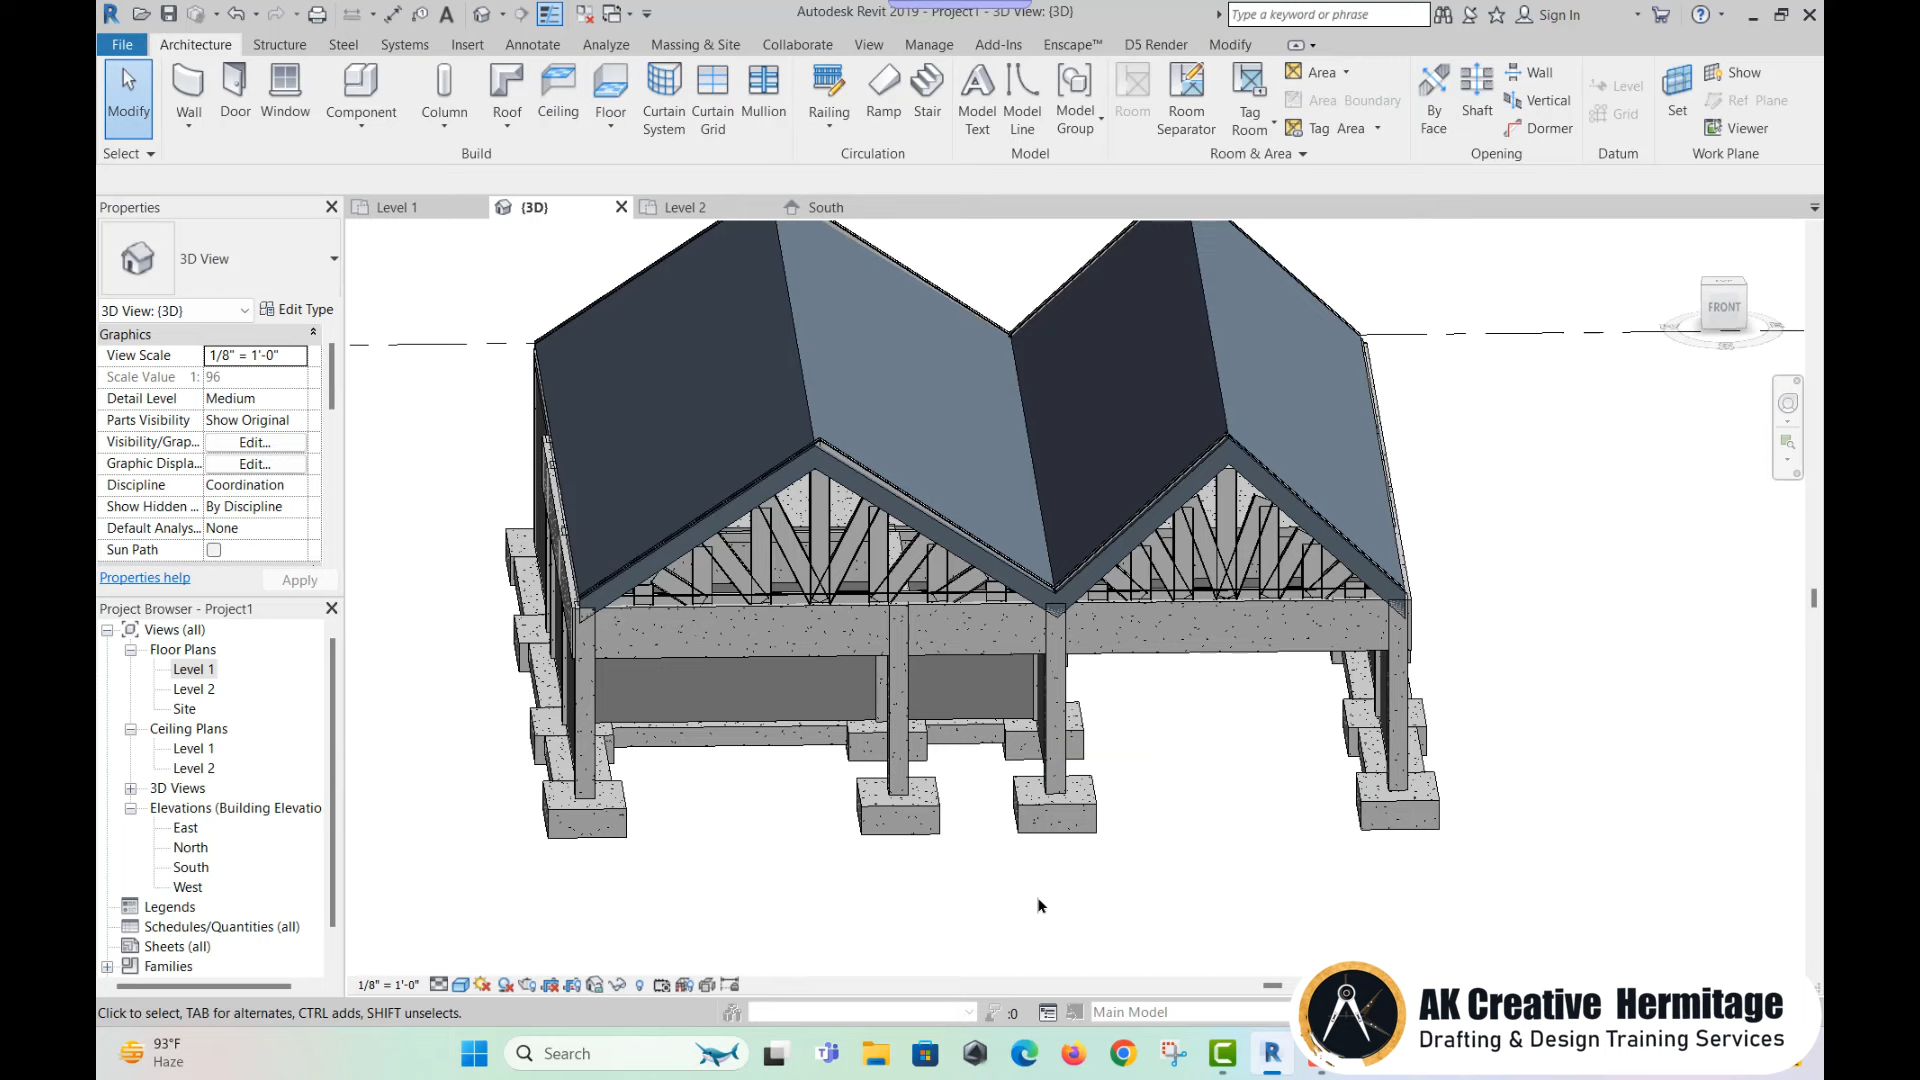 Autodesk Revit 2019 - Project1 - 3D View: {3D}
Type a keyword or phrase
Sign In
File Architecture Structure Steel Systems Insert Annotate Analyze Massing & Site Collaborate View Manage Add-Ins Enscape™ D5 Render Modify
Modify
Wall
Door
Window
Component
Column
Roof
Ceiling
Floor
Curtain System
Curtain Grid
Mullion
Railing
Ramp
Stair
Model Text
Model Line
Model Group
Room
Room Separator
Tag Room
Area
Area Boundary
Tag Area
By Face
Shaft
Wall
Vertical
Dormer
Level
Grid
Set
Show
Ref Plane
Viewer
Select
Build
Circulation
Model
Room & Area
Opening
Datum
Work Plane
Properties
Level 1
{3D}
Level 2
South
3D View
3D View: {3D}
Edit Type
Graphics
View Scale 1/8" = 1'-0"
Scale Value 1: 96
Detail Level Medium
Parts Visibility Show Original
Visibility/Grap... Edit...
Graphic Displa... Edit...
Discipline Coordination
Show Hidden ... By Discipline
Default Analys... None
Sun Path
Properties help
Apply
FRONT
Project Browser - Project1
Views (all)
Floor Plans
Level 1
Level 2
Site
Ceiling Plans
Level 1
Level 2
3D Views
Elevations (Building Elevatio
East
North
South
West
Legends
Schedules/Quantities (all)
Sheets (all)
Families
1/8" = 1'-0"
Click to select, TAB for alternates, CTRL adds, SHIFT unselects.
:0
Main Model
AK Creative Hermitage
Drafting & Design Training Services
93°F
Haze
Search